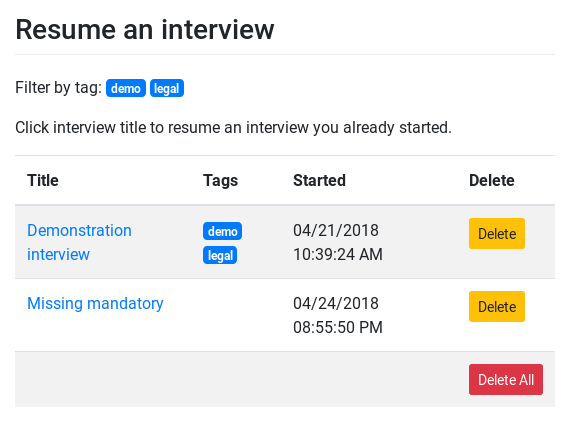 Resume an interview
Filter by tag: demo legal
Click interview title to resume an interview you already started.
Title Tags Started Delete
Demonstration interview demo legal 04/21/2018 10:39:24 AM Delete
Missing mandatory 04/24/2018 08:55:50 PM Delete
Delete All